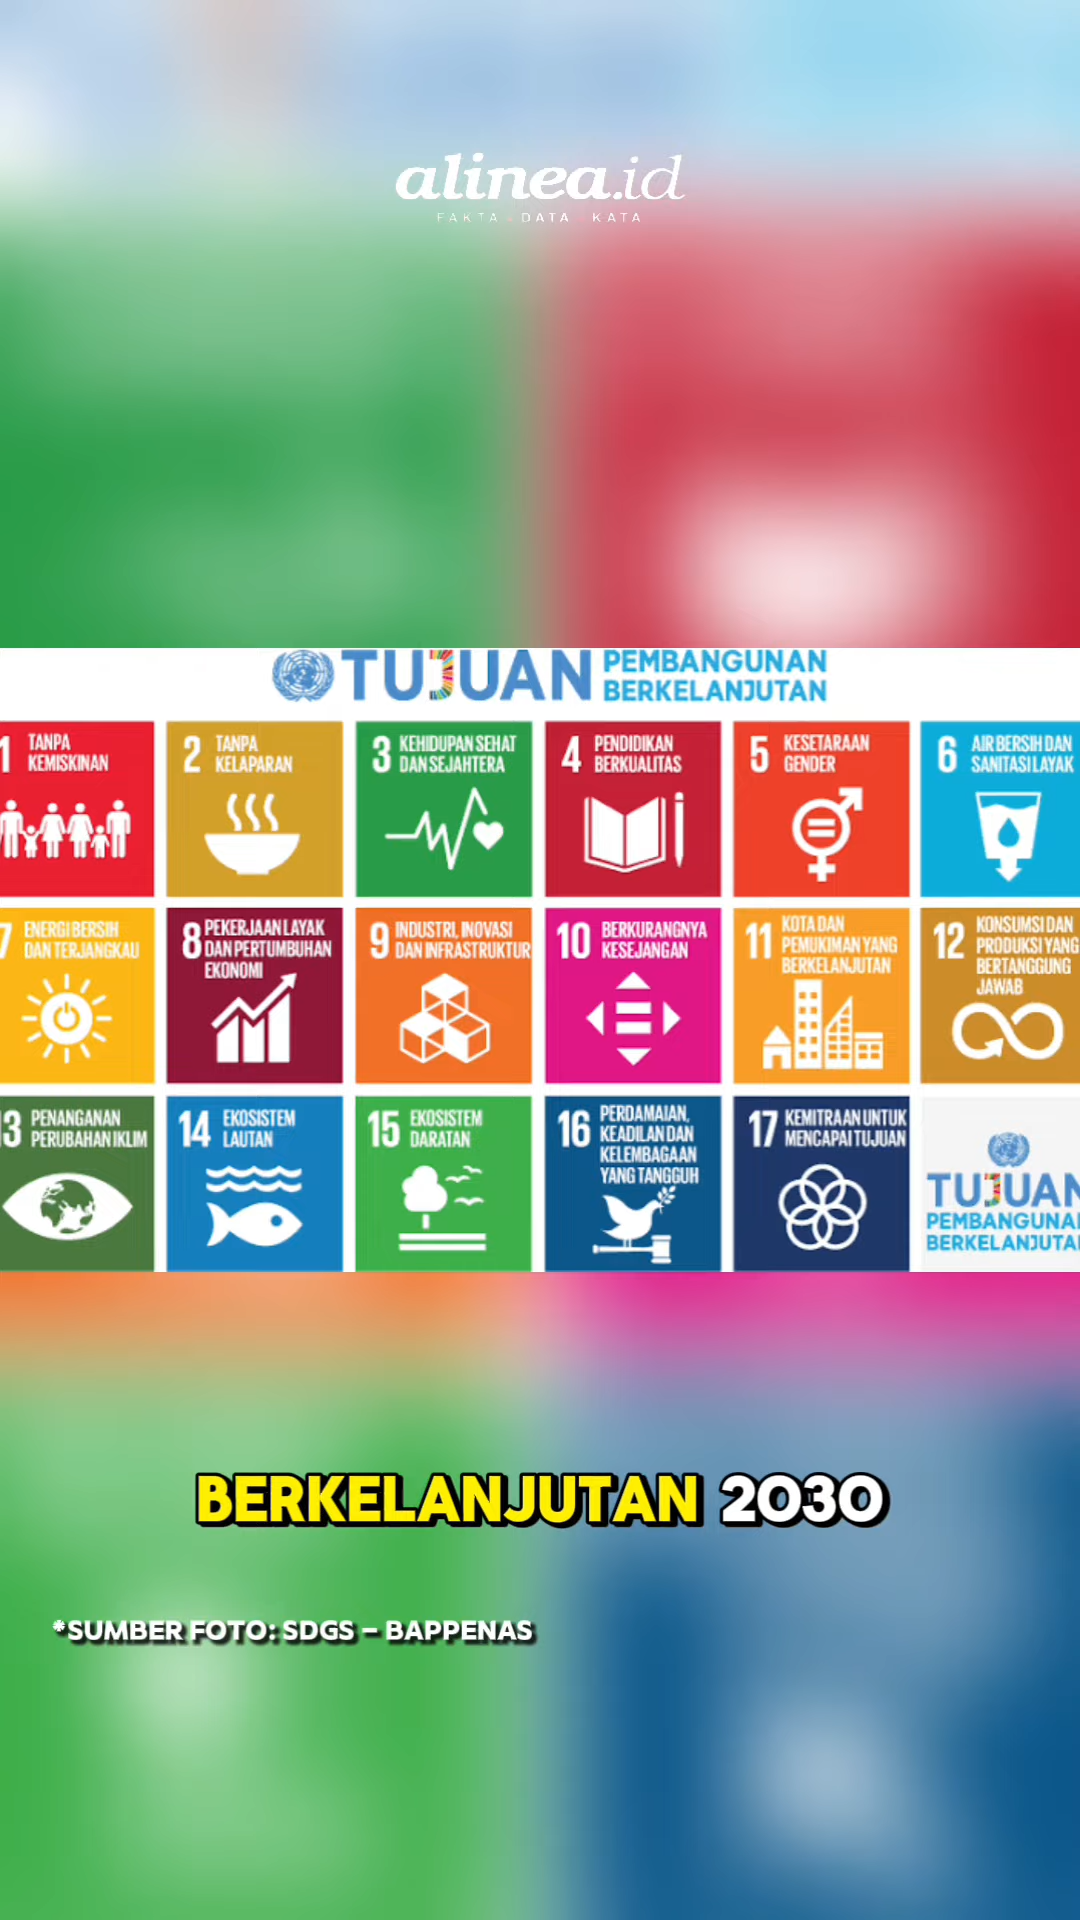 alinea.id
FAKTA DATA KATA
TUJUAN
PEMBANGUNAN
BERKELANJUTAN
1 TANPA
KEMISKINAN
2 TANPA
KELAPARAN
3 KEHIDUPAN SEHAT
DAN SEJAHTERA
4 PENDIDIKAN
BERKUALITAS
5 KESETARAAN
GENDER
6 AIR BERSIH DAN
SANITASI LAYAK
7 ENERGI BERSIH
DAN TERJANGKAU
8 PEKERJAAN LAYAK
DAN PERTUMBUHAN
EKONOMI
9 INDUSTRI, INOVASI
DAN INFRASTRUKTUR
10 BERKURANGNYA
KESEJANGAN
11 KOTA DAN
PEMUKIMAN YANG
BERKELANJUTAN
12 KONSUMSI DAN
PRODUKSI YANG
BERTANGGUNG
JAWAB
13 PENANGANAN
PERUBAHAN IKLIM
14 EKOSISTEM
LAUTAN
15 EKOSISTEM
DARATAN
16 PERDAMAIAN,
KEADILAN DAN
KELEMBAGAAN
YANG TANGGUH
17 KEMITRAAN UNTUK
MENCAPAI TUJUAN
TUJUAN
PEMBANGUNAN
BERKELANJUTAN
BERKELANJUTAN 2030
*SUMBER FOTO: SDGS – BAPPENAS